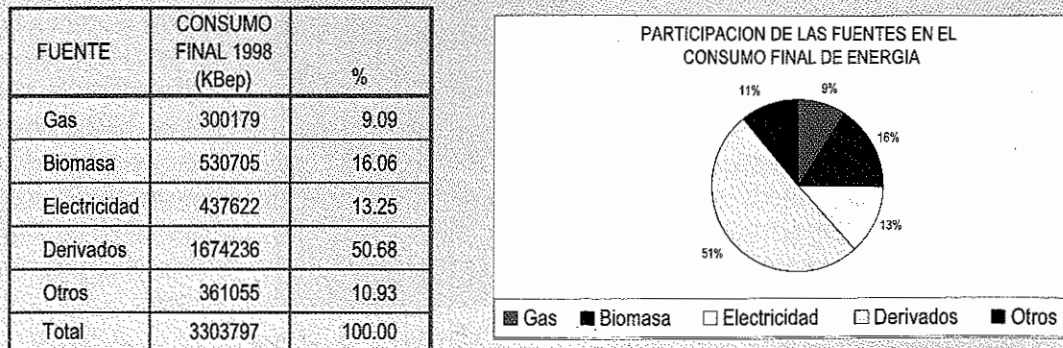 FUENTE CONSUMO FINAL 1998 (KBep) %
Gas 300179 9.09
Biomasa 530705 16.06
Electricidad 437622 13.25
Derivados 1674236 50.68
Otros 361055 10.93
Total 3303797 100.00
PARTICIPACION DE LAS FUENTES EN EL
CONSUMO FINAL DE ENERGIA
11% 9%
16%
13%
51%
Gas Biomasa Electricidad Derivados Otros